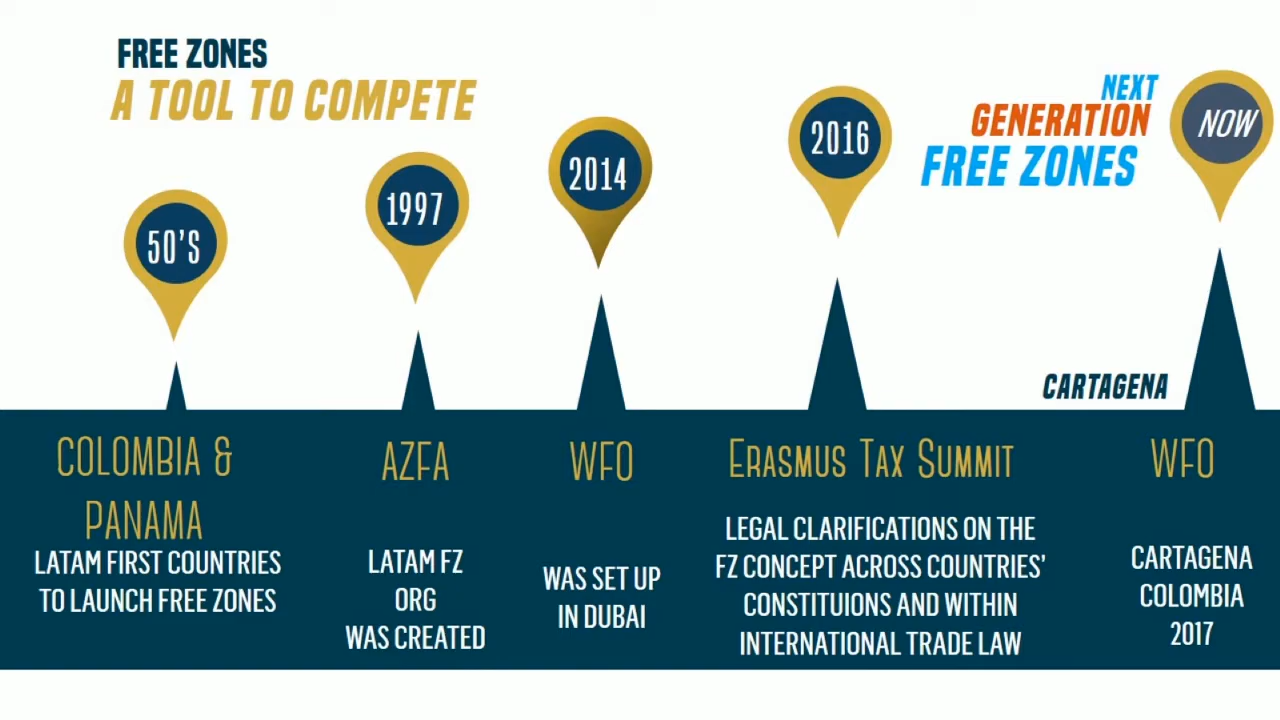 FREE ZONES
A TOOL TO COMPETE
NEXT
GENERATION
FREE ZONES
50'S
1997
2014
2016
NOW
CARTAGENA
COLOMBIA &
PANAMA
LATAM FIRST COUNTRIES
TO LAUNCH FREE ZONES
AZFA
LATAM FZ
ORG
WAS CREATED
WFO
WAS SET UP
IN DUBAI
ERASMUS TAX SUMMIT
LEGAL CLARIFICATIONS ON THE
FZ CONCEPT ACROSS COUNTRIES'
CONSTITUIONS AND WITHIN
INTERNATIONAL TRADE LAW
WFO
CARTAGENA
COLOMBIA
2017